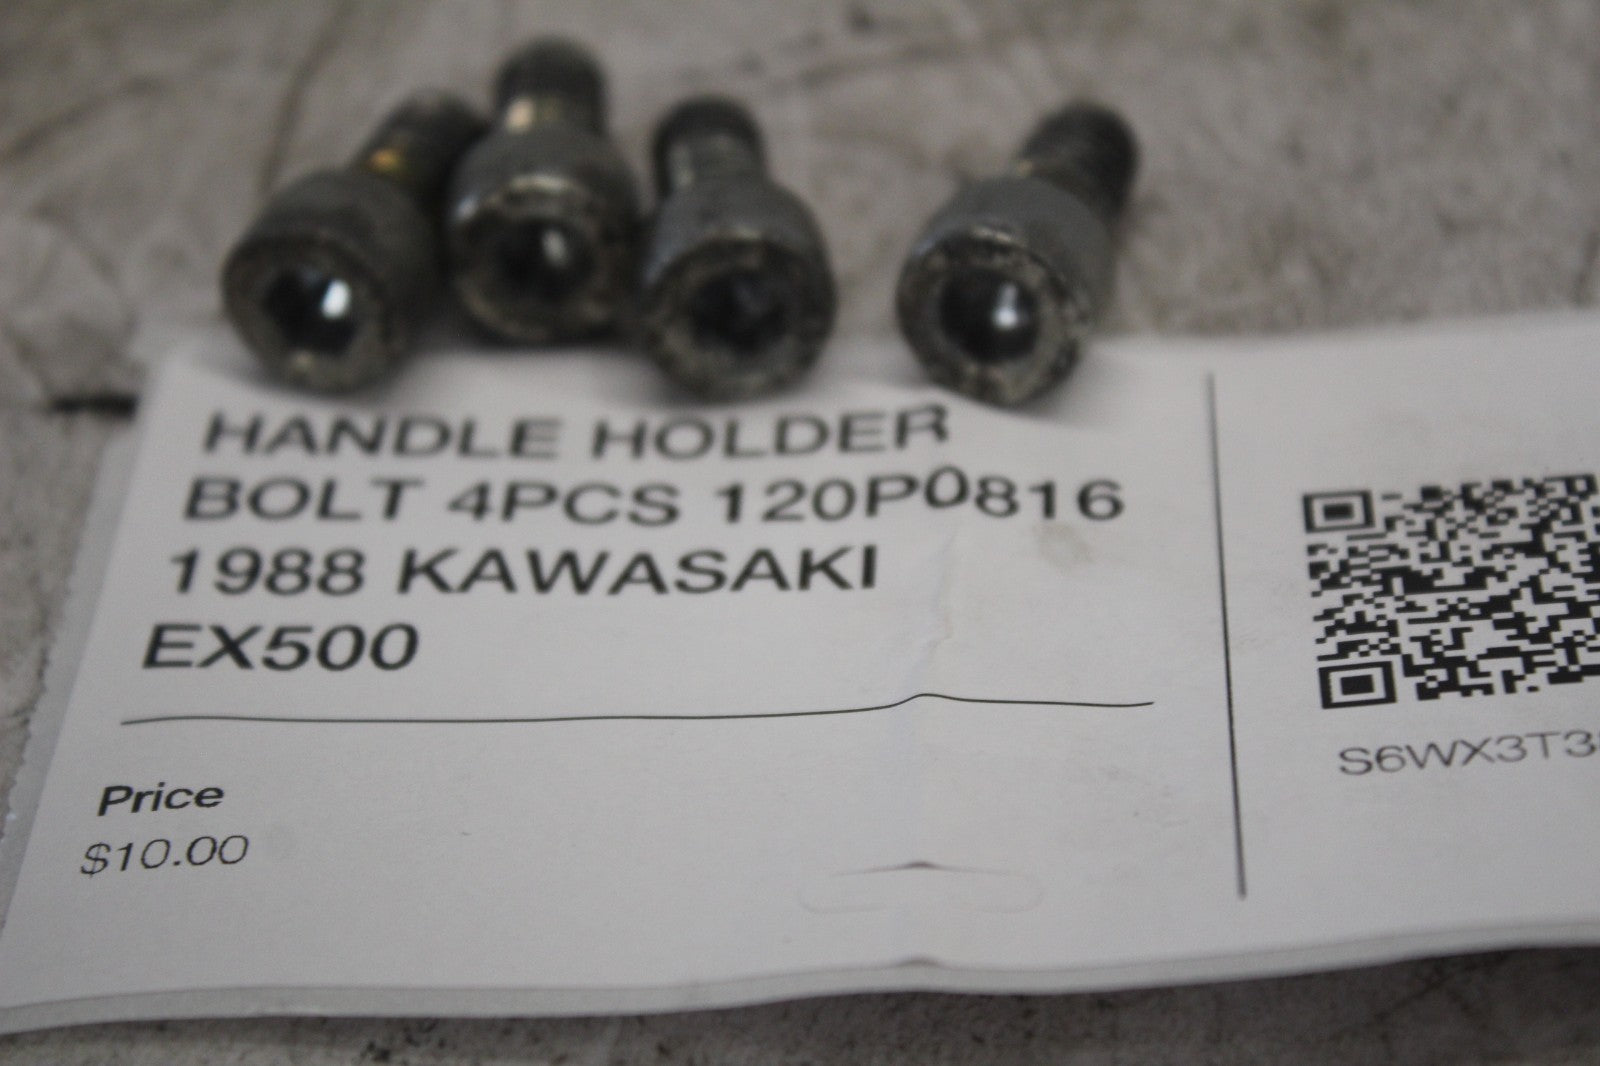 HANDLE HOLDER
BOLT 4PCS 120P0816
1988 KAWASAKI
EX500
Price
$10.00